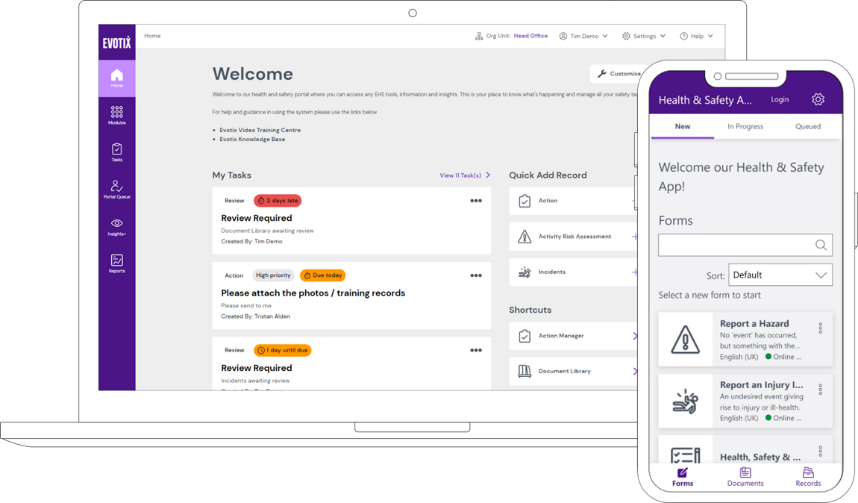 EVOTIX
Home
Org Unit: Head Office
Tim Demo
Settings
Help
Home
Modules
Tasks
Portal Queue
Insights+
Reports
Welcome
Customise
Welcome to our health and safety portal where you can access any EHS tools, information and insights. This is your place to know what's happening and manage all your safety
For help and guidance in using the system please use the links below
Evotix Video Training Centre
Evotix Knowledge Base
My Tasks
View 11 Task(s)
Review
3 days late
Review Required
Document Library awaiting review
Created By: Tim Demo
Action
High priority
Due today
Please attach the photos / training records
Please send to me
Created By: Tristan Alden
Review
1 day until due
Review Required
Incidents awaiting review
Quick Add Record
Action
Activity Risk Assessment
Incidents
Shortcuts
Action Manager
Document Library
Health & Safety A...
Login
New
In Progress
Queued
Welcome our Health & Safety
App!
Forms
Sort:
Default
Select a new form to start
Report a Hazard
No 'event' has occurred,
but something with the...
English (UK)
Online ...
Report an Injury I...
An undesired event giving
rise to injury or ill-health.
English (UK)
Online ...
Health, Safety & ...
Forms
Documents
Records